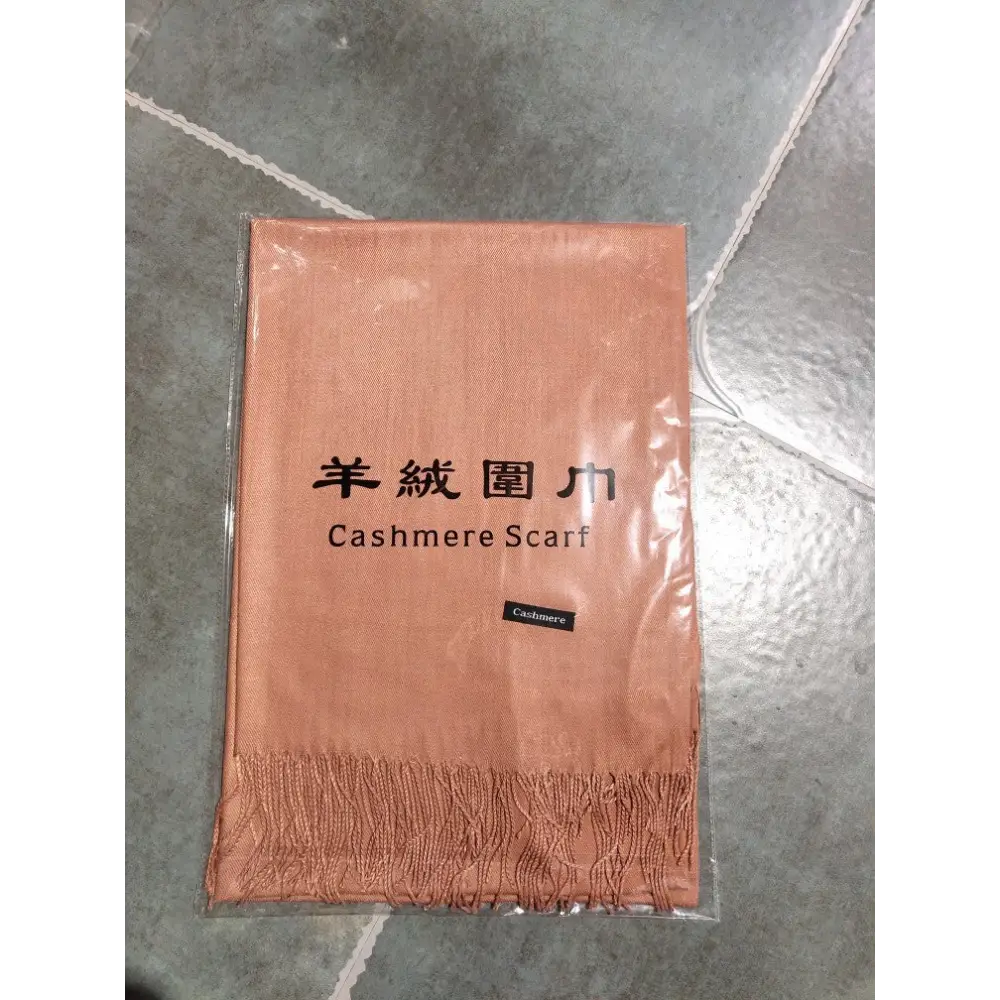 羊絨圍巾
Cashmere Scarf
Cashmere